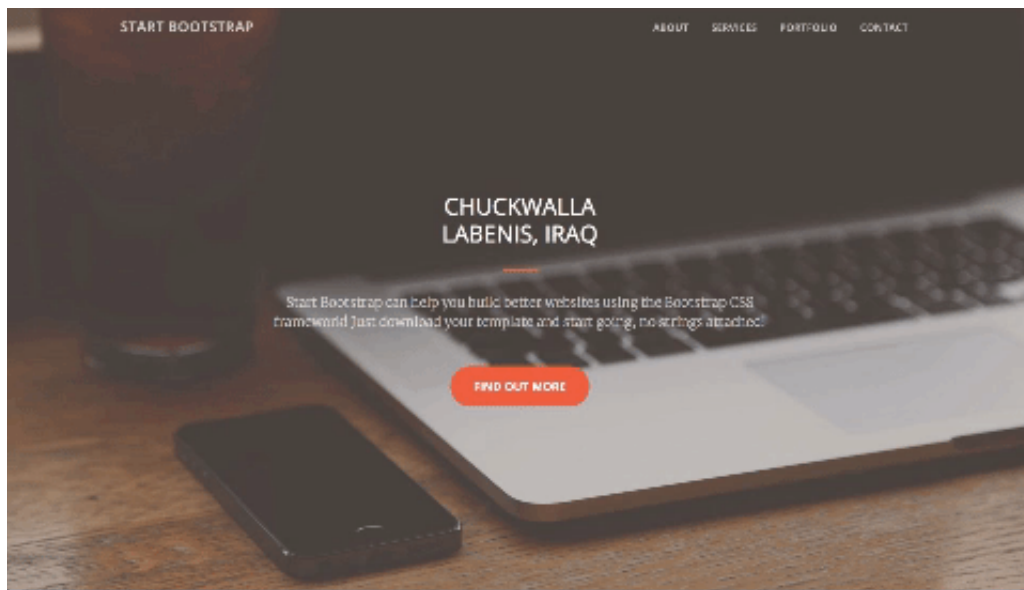 START BOOTSTRAP
ABOUT SERVICES PORTFOLIO CONTACT
CHUCKWALLA
LABENIS, IRAQ
Start Bootstrap can help you build better websites using the Bootstrap CSS
frameworld Just download your template and start going, no strings attached!
FIND OUT MORE